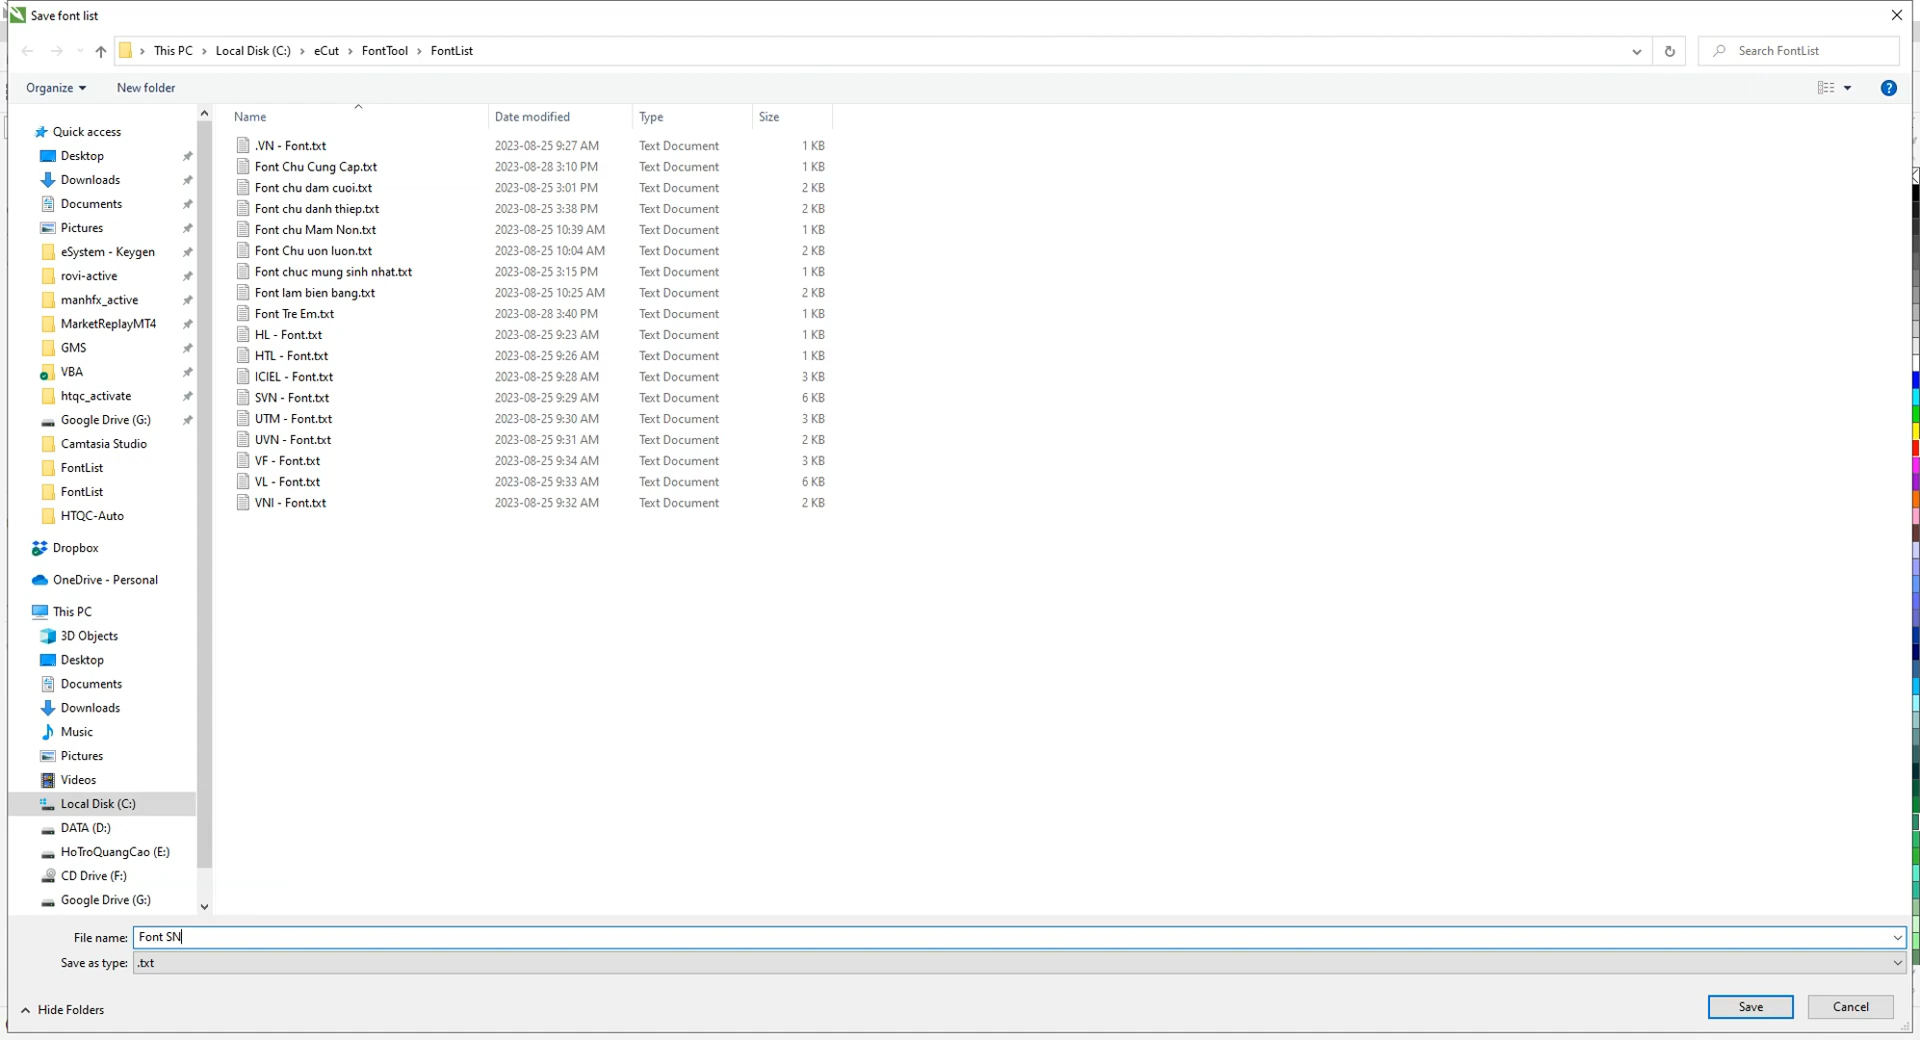 Save font list
This PC
Local Disk (C:)
eCut
FontTool
FontList
Search FontList
Organize
New folder
Name
Date modified
Type
Size
Quick access
Desktop
Downloads
Documents
Pictures
eSystem - Keygen
rovi-active
manhfx_active
MarketReplayMT4
GMS
VBA
htqc_activate
Google Drive (G:)
Camtasia Studio
FontList
FontList
HTQC-Auto
Dropbox
OneDrive - Personal
This PC
3D Objects
Desktop
Documents
Downloads
Music
Pictures
Videos
Local Disk (C:)
DATA (D:)
HoTroQuangCao (E:)
CD Drive (F:)
Google Drive (G:)
.VN - Font.txt 2023-08-25 9:27 AM Text Document 1 KB
Font Chu Cung Cap.txt 2023-08-28 3:10 PM Text Document 1 KB
Font chu dam cuoi.txt 2023-08-25 3:01 PM Text Document 2 KB
Font chu danh thiep.txt 2023-08-25 3:38 PM Text Document 2 KB
Font chu Mam Non.txt 2023-08-25 10:39 AM Text Document 1 KB
Font Chu uon luon.txt 2023-08-25 10:04 AM Text Document 2 KB
Font chuc mung sinh nhat.txt 2023-08-25 3:15 PM Text Document 1 KB
Font lam bien bang.txt 2023-08-25 10:25 AM Text Document 2 KB
Font Tre Em.txt 2023-08-28 3:40 PM Text Document 1 KB
HL - Font.txt 2023-08-25 9:23 AM Text Document 1 KB
HTL - Font.txt 2023-08-25 9:26 AM Text Document 1 KB
ICIEL - Font.txt 2023-08-25 9:28 AM Text Document 3 KB
SVN - Font.txt 2023-08-25 9:29 AM Text Document 6 KB
UTM - Font.txt 2023-08-25 9:30 AM Text Document 3 KB
UVN - Font.txt 2023-08-25 9:31 AM Text Document 2 KB
VF - Font.txt 2023-08-25 9:34 AM Text Document 3 KB
VL - Font.txt 2023-08-25 9:33 AM Text Document 6 KB
VNI - Font.txt 2023-08-25 9:32 AM Text Document 2 KB
File name: Font SN
Save as type: .txt
Hide Folders
Save
Cancel